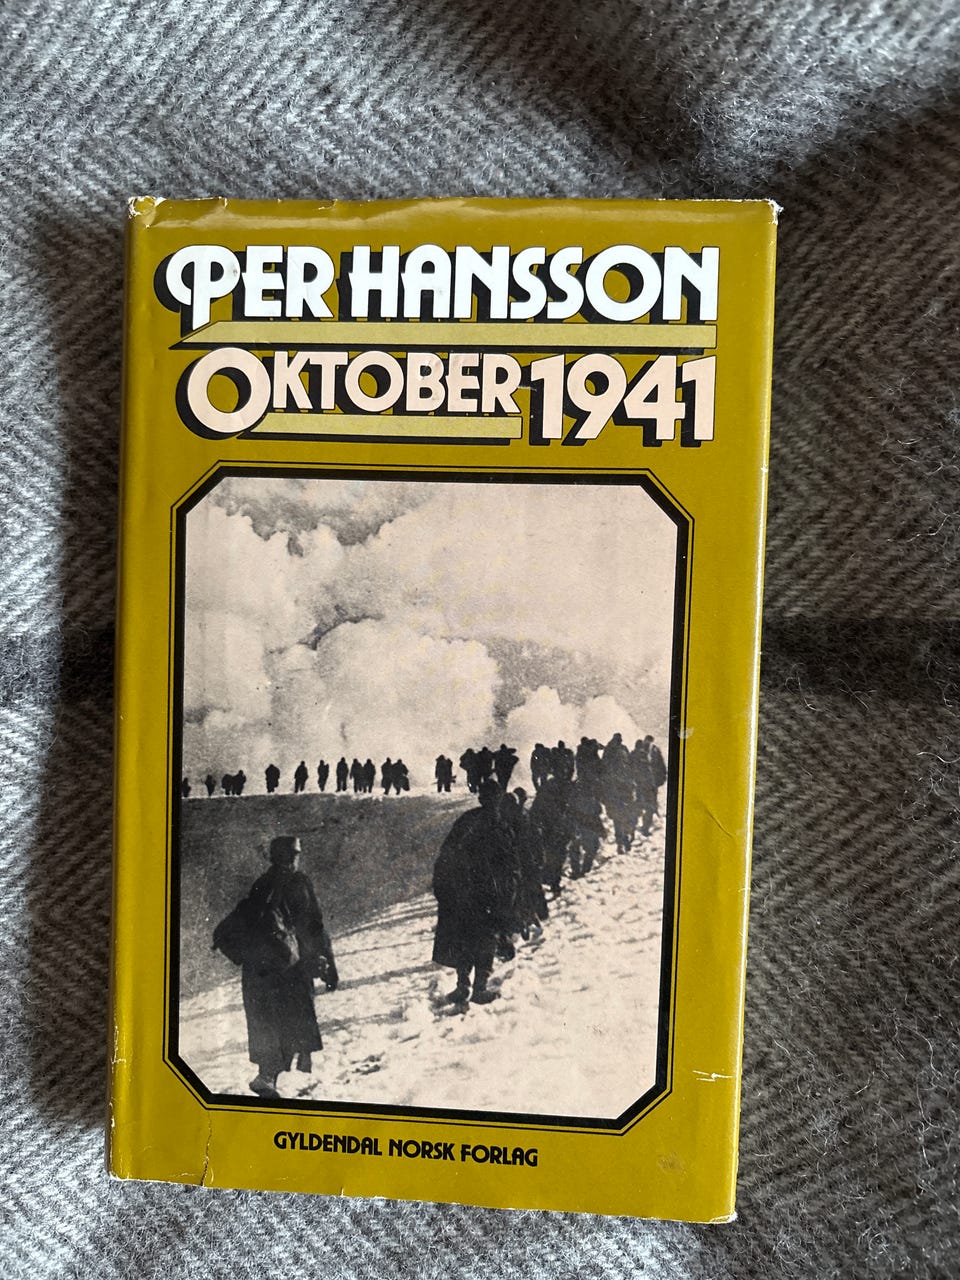 PER HANSSON
OKTOBER 1941
GYLDENDAL NORSK FORLAG